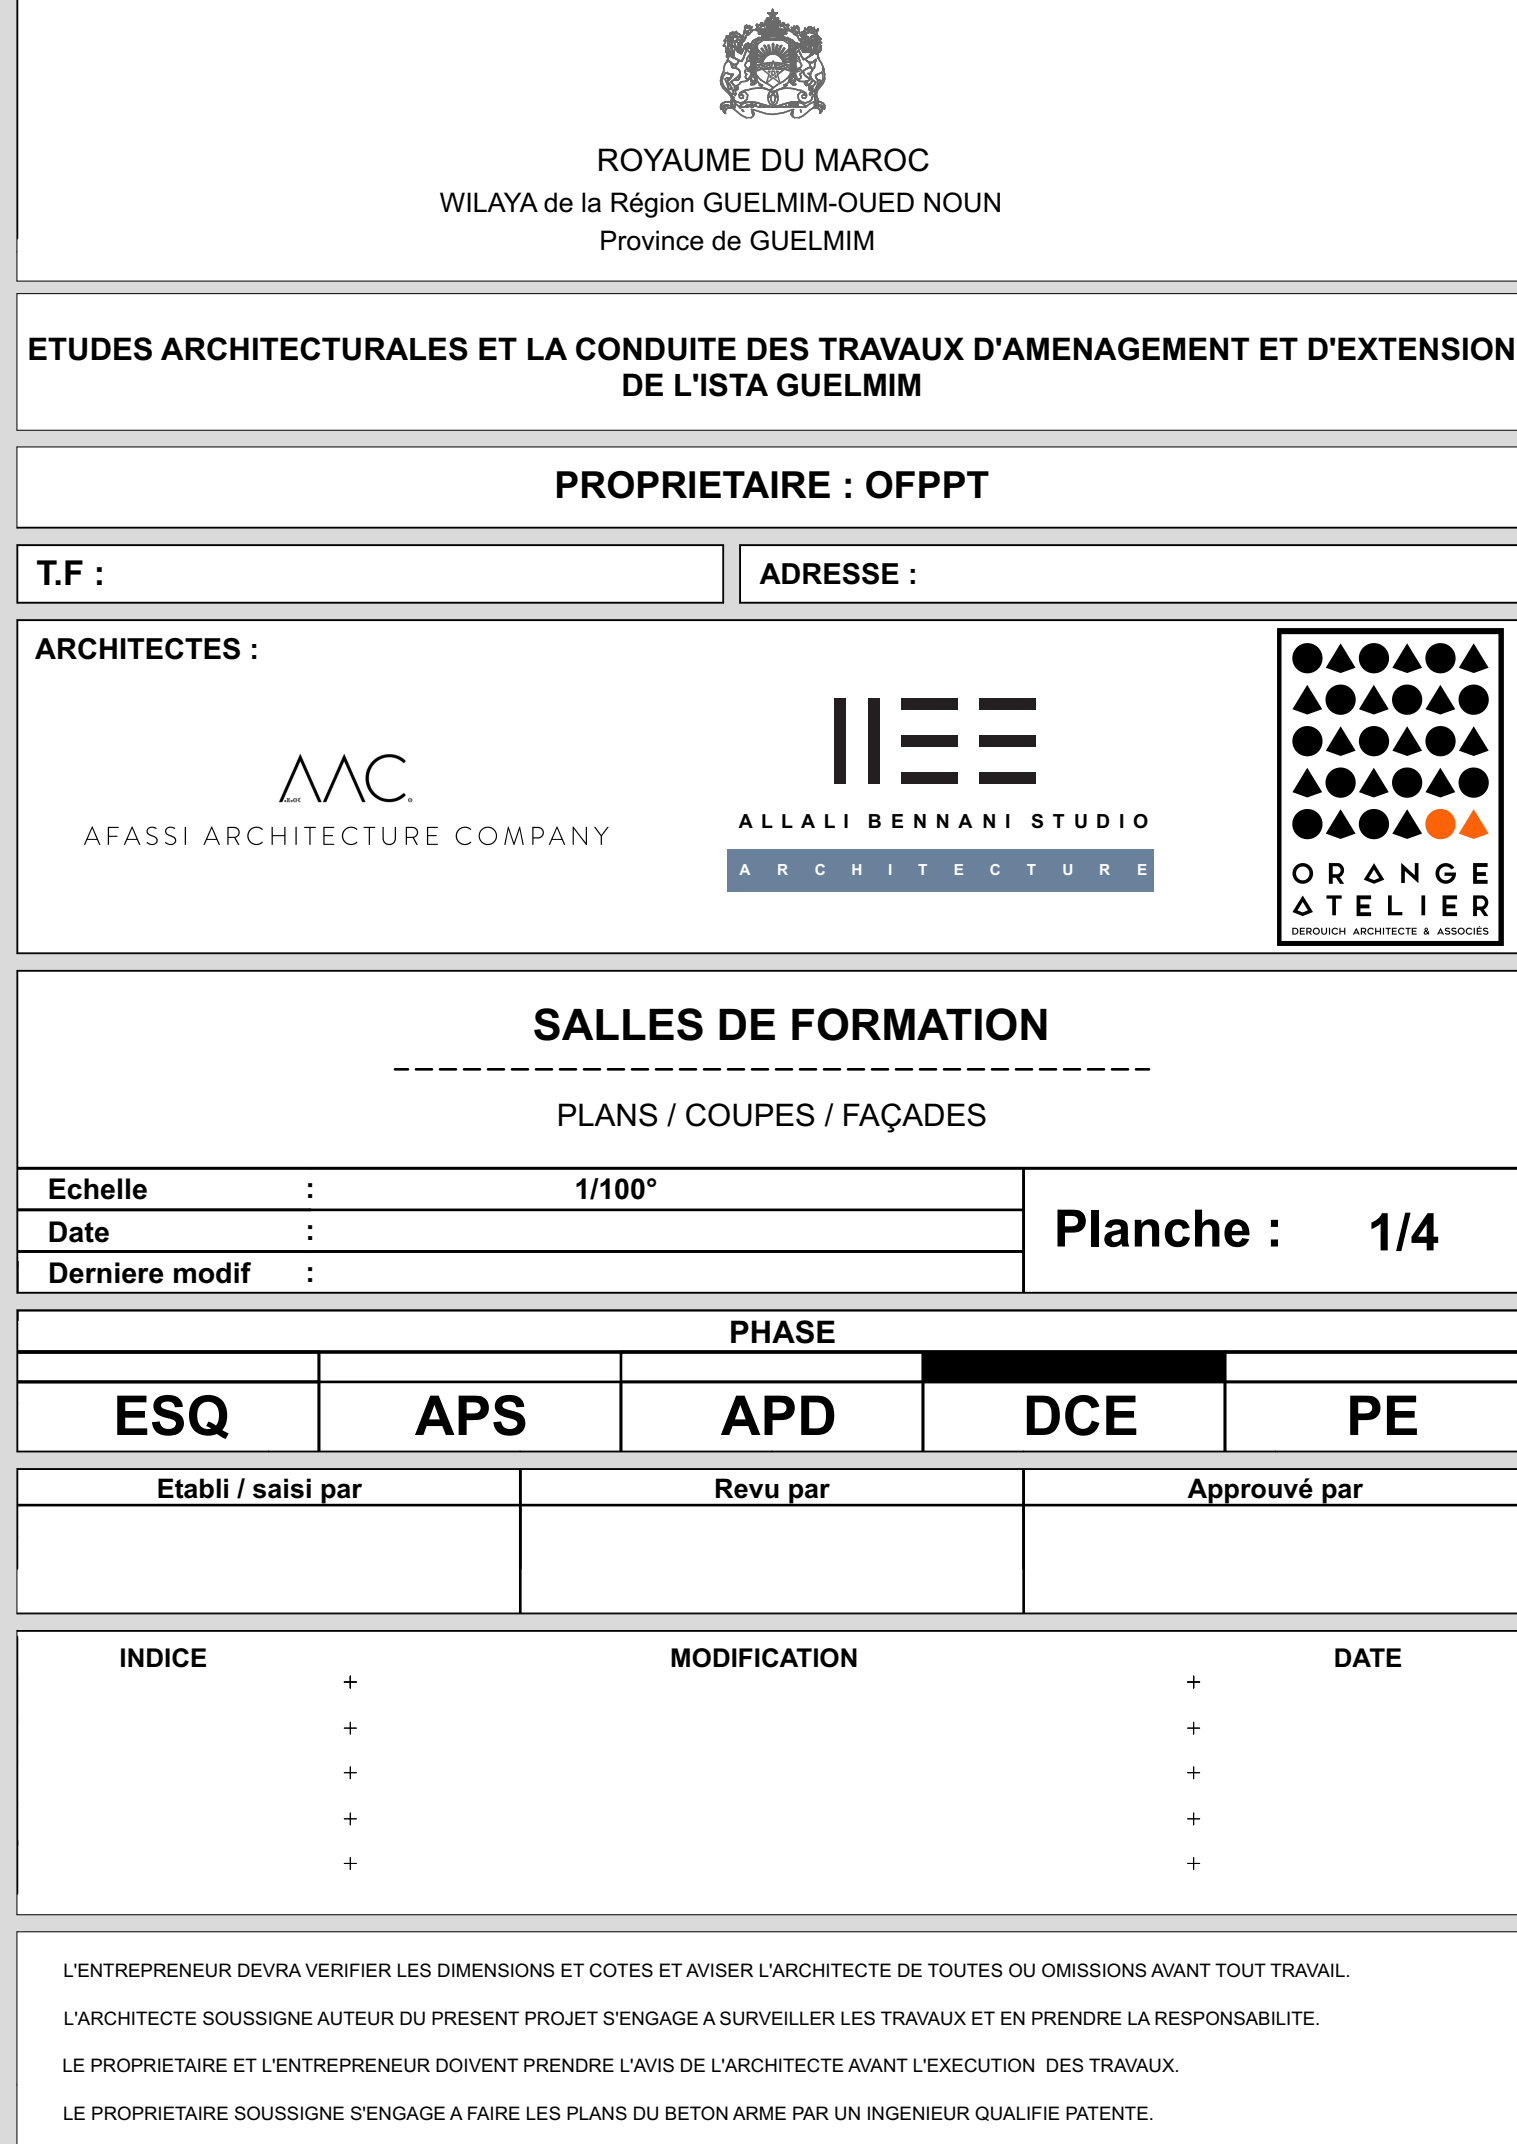 ROYAUME DU MAROC
WILAYA de la Région GUELMIM-OUED NOUN
Province de GUELMIM
ETUDES ARCHITECTURALES ET LA CONDUITE DES TRAVAUX D'AMENAGEMENT ET D'EXTENSION
DE L'ISTA GUELMIM
PROPRIETAIRE : OFPPT
T.F :
ADRESSE :
ARCHITECTES :
AAC
AFASSI ARCHITECTURE COMPANY
ALLALI BENNANI STUDIO
ARCHITECTURE
ORANGE
ATELIER
DEROUICH ARCHITECTE & ASSOCIÉS
SALLES DE FORMATION
PLANS / COUPES / FAÇADES
Echelle : 1/100°
Date :
Derniere modif :
Planche : 1/4
PHASE
ESQ APS APD DCE PE
Etabli / saisi par Revu par Approuvé par
INDICE MODIFICATION DATE
L'ENTREPRENEUR DEVRA VERIFIER LES DIMENSIONS ET COTES ET AVISER L'ARCHITECTE DE TOUTES OU OMISSIONS AVANT TOUT TRAVAIL.
L'ARCHITECTE SOUSSIGNE AUTEUR DU PRESENT PROJET S'ENGAGE A SURVEILLER LES TRAVAUX ET EN PRENDRE LA RESPONSABILITE.
LE PROPRIETAIRE ET L'ENTREPRENEUR DOIVENT PRENDRE L'AVIS DE L'ARCHITECTE AVANT L'EXECUTION DES TRAVAUX.
LE PROPRIETAIRE SOUSSIGNE S'ENGAGE A FAIRE LES PLANS DU BETON ARME PAR UN INGENIEUR QUALIFIE PATENTE.